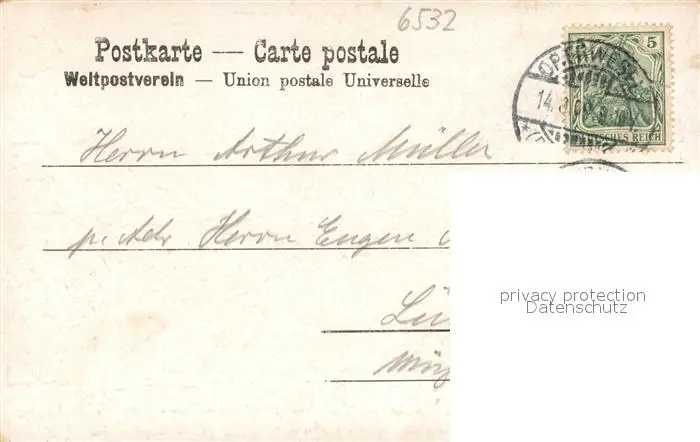 6532
Postkarte — Carte postale
Weltpostverein — Union postale Universelle
5
DEUTSCHES REICH
OBERWESEL
14.
Herrn Arthur Müller
p. Adr. Herrn Eugen
privacy protection
Datenschutz